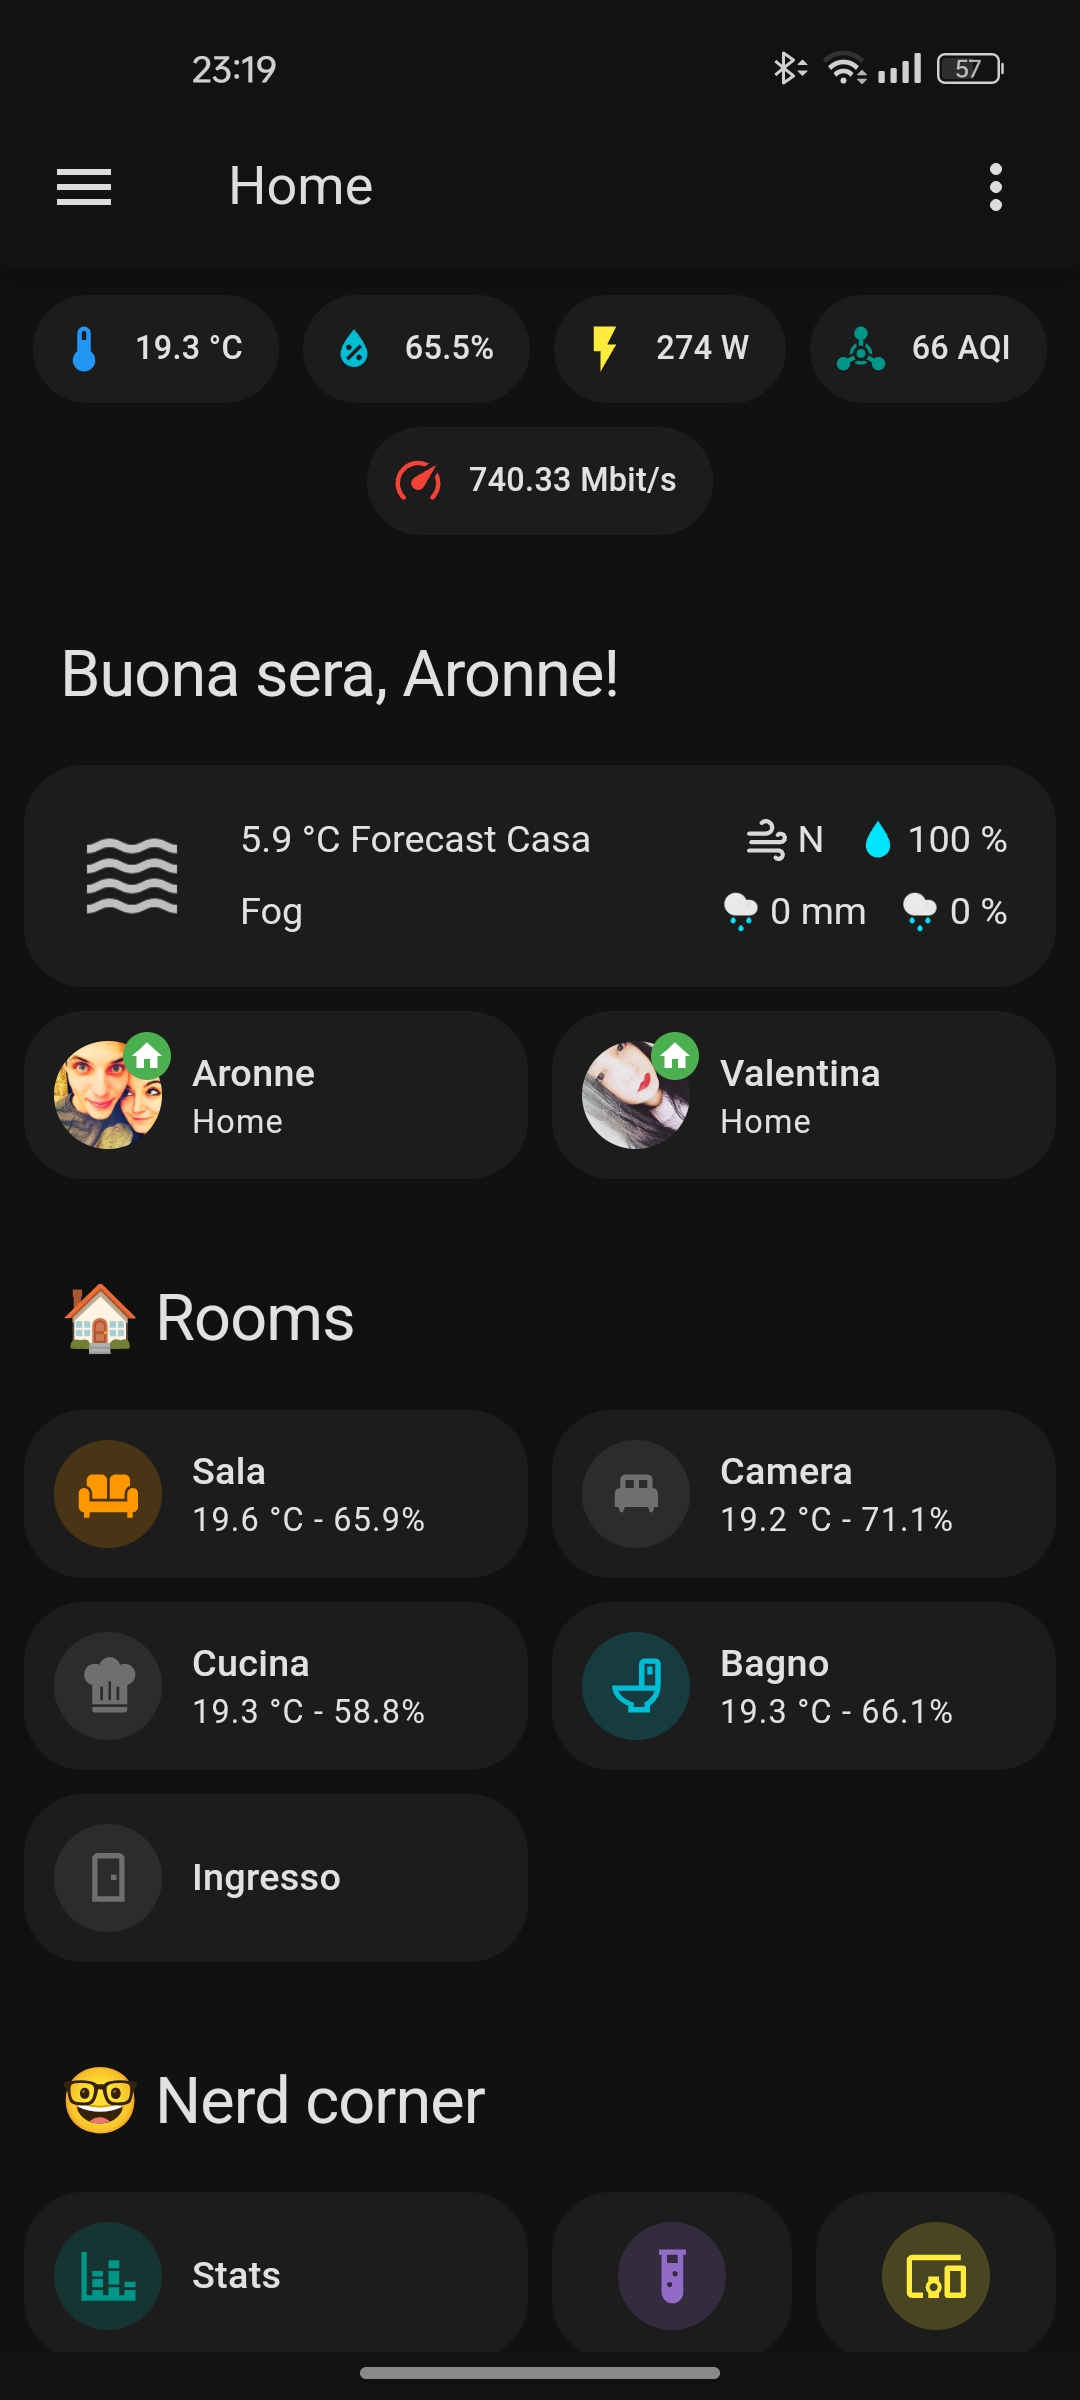 23:19
57
Home
19.3 °C
65.5%
274 W
66 AQI
740.33 Mbit/s
Buona sera, Aronne!
5.9 °C Forecast Casa
N
100 %
Fog
0 mm
0 %
Aronne
Home
Valentina
Home
Rooms
Sala
19.6 °C - 65.9%
Camera
19.2 °C - 71.1%
Cucina
19.3 °C - 58.8%
Bagno
19.3 °C - 66.1%
Ingresso
Nerd corner
Stats